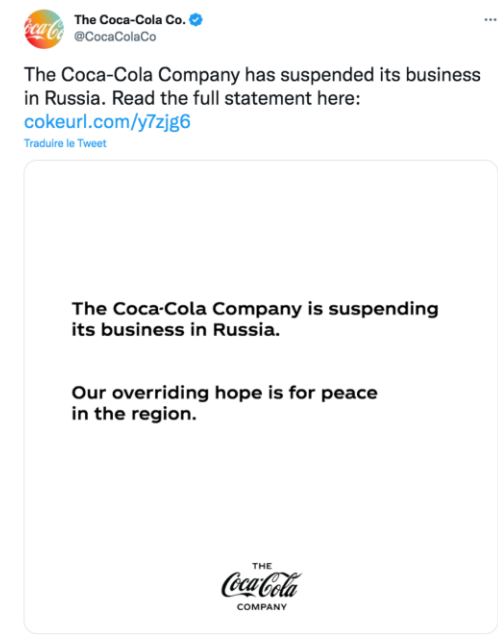 The Coca-Cola Co.
@CocaColaCo
The Coca-Cola Company has suspended its business
in Russia. Read the full statement here:
cokeurl.com/y7zjg6
Traduire le Tweet
The Coca-Cola Company is suspending
its business in Russia.
Our overriding hope is for peace
in the region.
THE
Coca-Cola
COMPANY